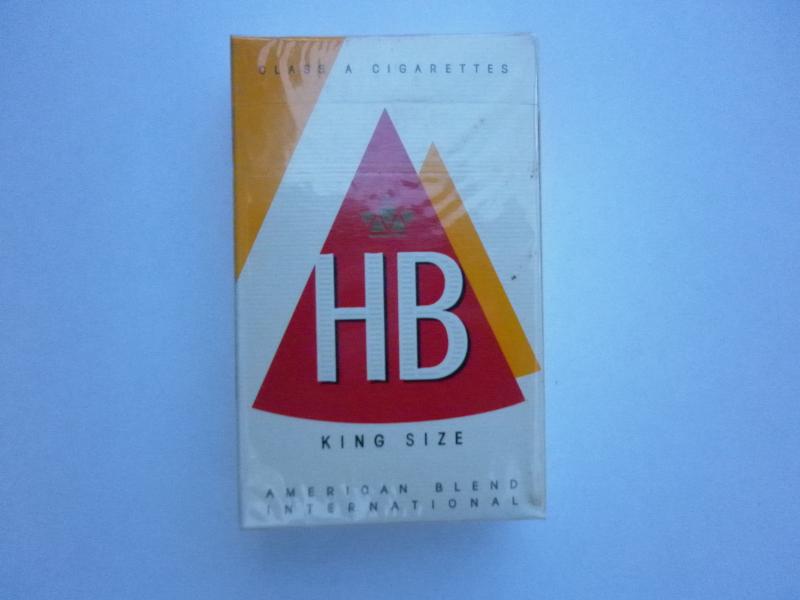 CLASS A CIGARETTES
HB
KING SIZE
AMERICAN BLEND
INTERNATIONAL